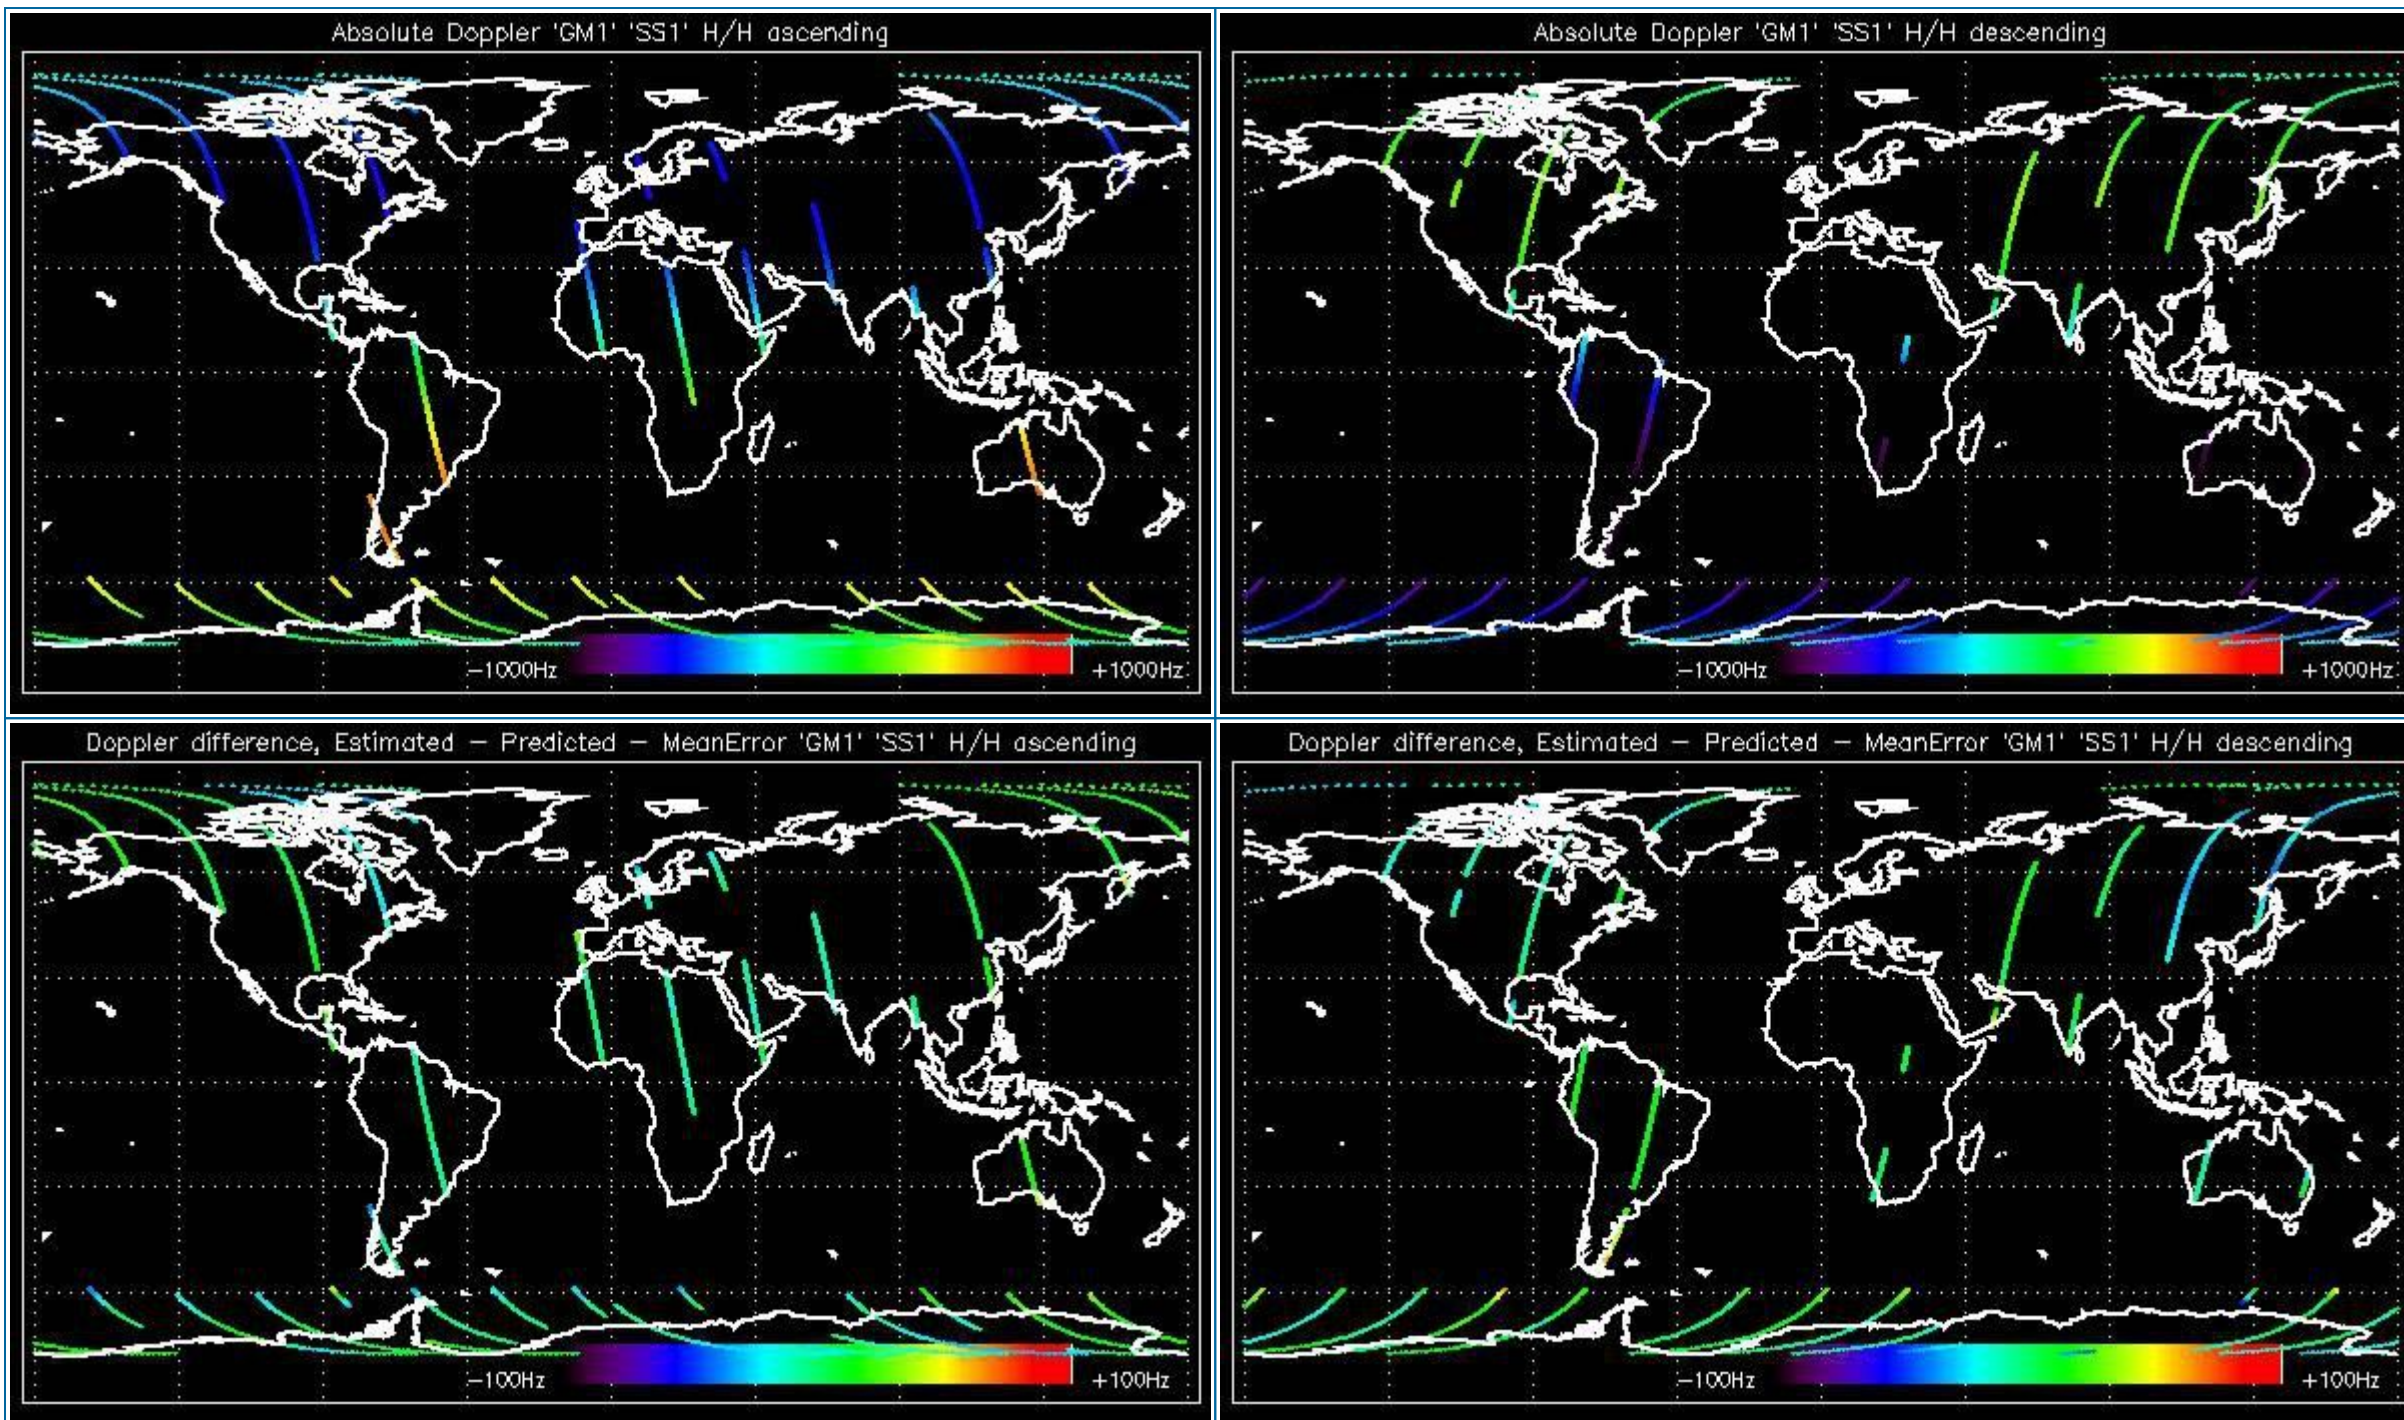 Absolute Doppler 'GM1' 'SS1' H/H ascending
−1000Hz
+1000Hz
Absolute Doppler 'GM1' 'SS1' H/H descending
−1000Hz
+1000Hz
Doppler difference, Estimated − Predicted − MeanError 'GM1' 'SS1' H/H ascending
−100Hz
+100Hz
Doppler difference, Estimated − Predicted − MeanError 'GM1' 'SS1' H/H descending
−100Hz
+100Hz